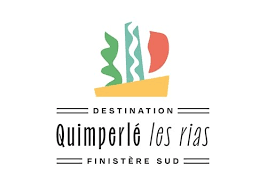 DESTINATION
Quimperlé les rias
FINISTÈRE SUD